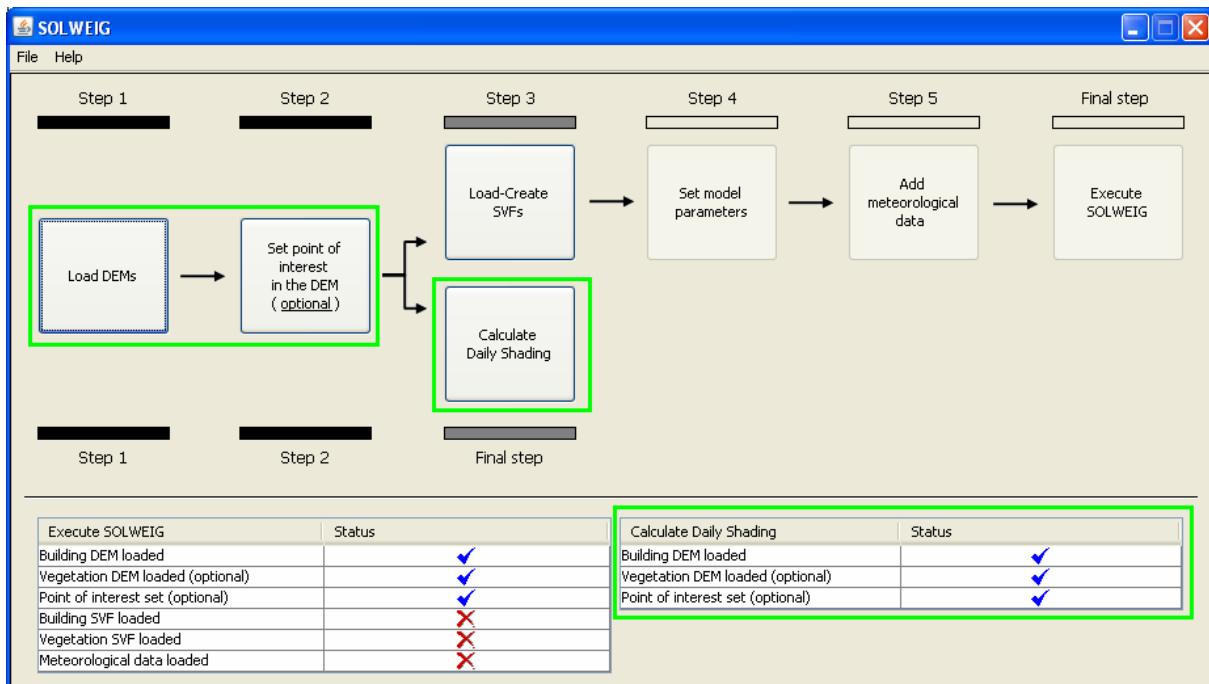 SOLWEIG
File Help
Step 1 Step 2 Step 3 Step 4 Step 5 Final step
Load DEMs
Set point of
interest
in the DEM
( optional )
Load-Create
SVFs
Calculate
Daily Shading
Set model
parameters
Add
meteorological
data
Execute
SOLWEIG
Step 1 Step 2 Final step
Execute SOLWEIG Status
Building DEM loaded
Vegetation DEM loaded (optional)
Point of interest set (optional)
Building SVF loaded
Vegetation SVF loaded
Meteorological data loaded
Calculate Daily Shading Status
Building DEM loaded
Vegetation DEM loaded (optional)
Point of interest set (optional)